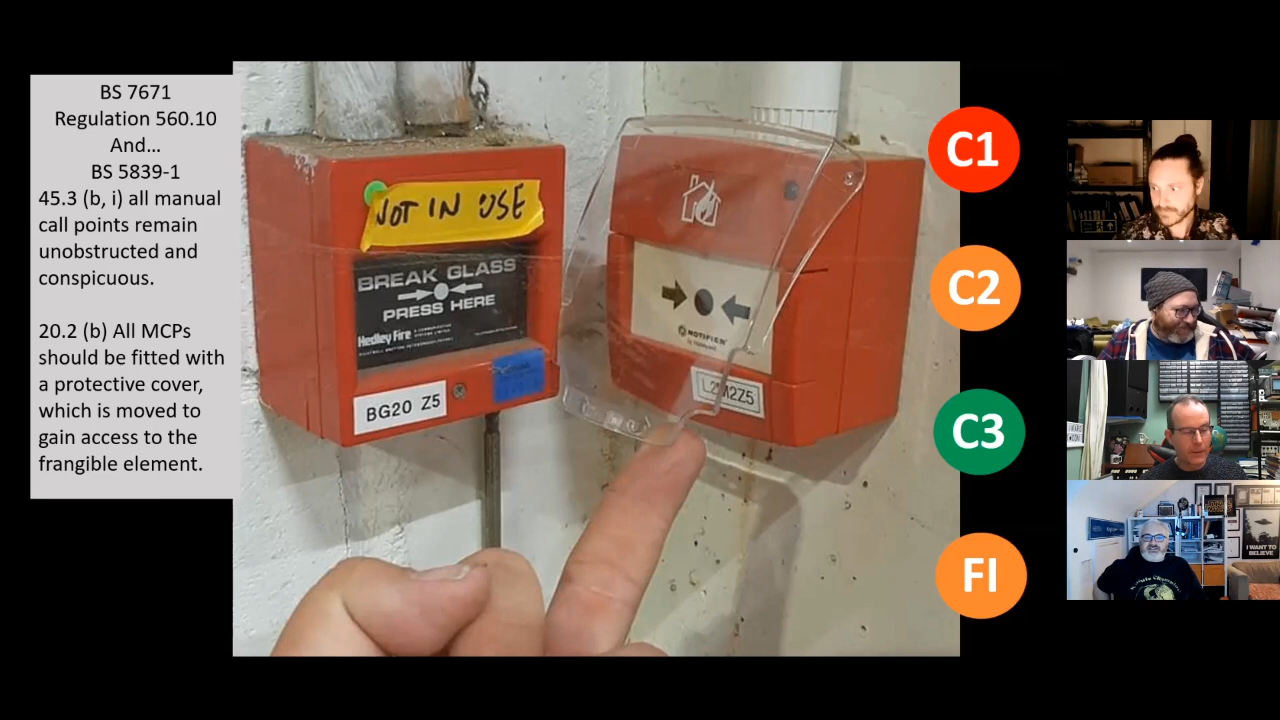 BS 7671
Regulation 560.10
And...
BS 5839-1
45.3 (b, i) all manual
call points remain
unobstructed and
conspicuous.
20.2 (b) All MCPs
should be fitted with
a protective cover,
which is moved to
gain access to the
frangible element.
NOT IN USE
BREAK GLASS
PRESS HERE
Hedley Fire
BG20 Z5
NOTIFIER
by Honeywell
L2M2Z5
C1
C2
C3
FI
I WANT TO
BELIEVE